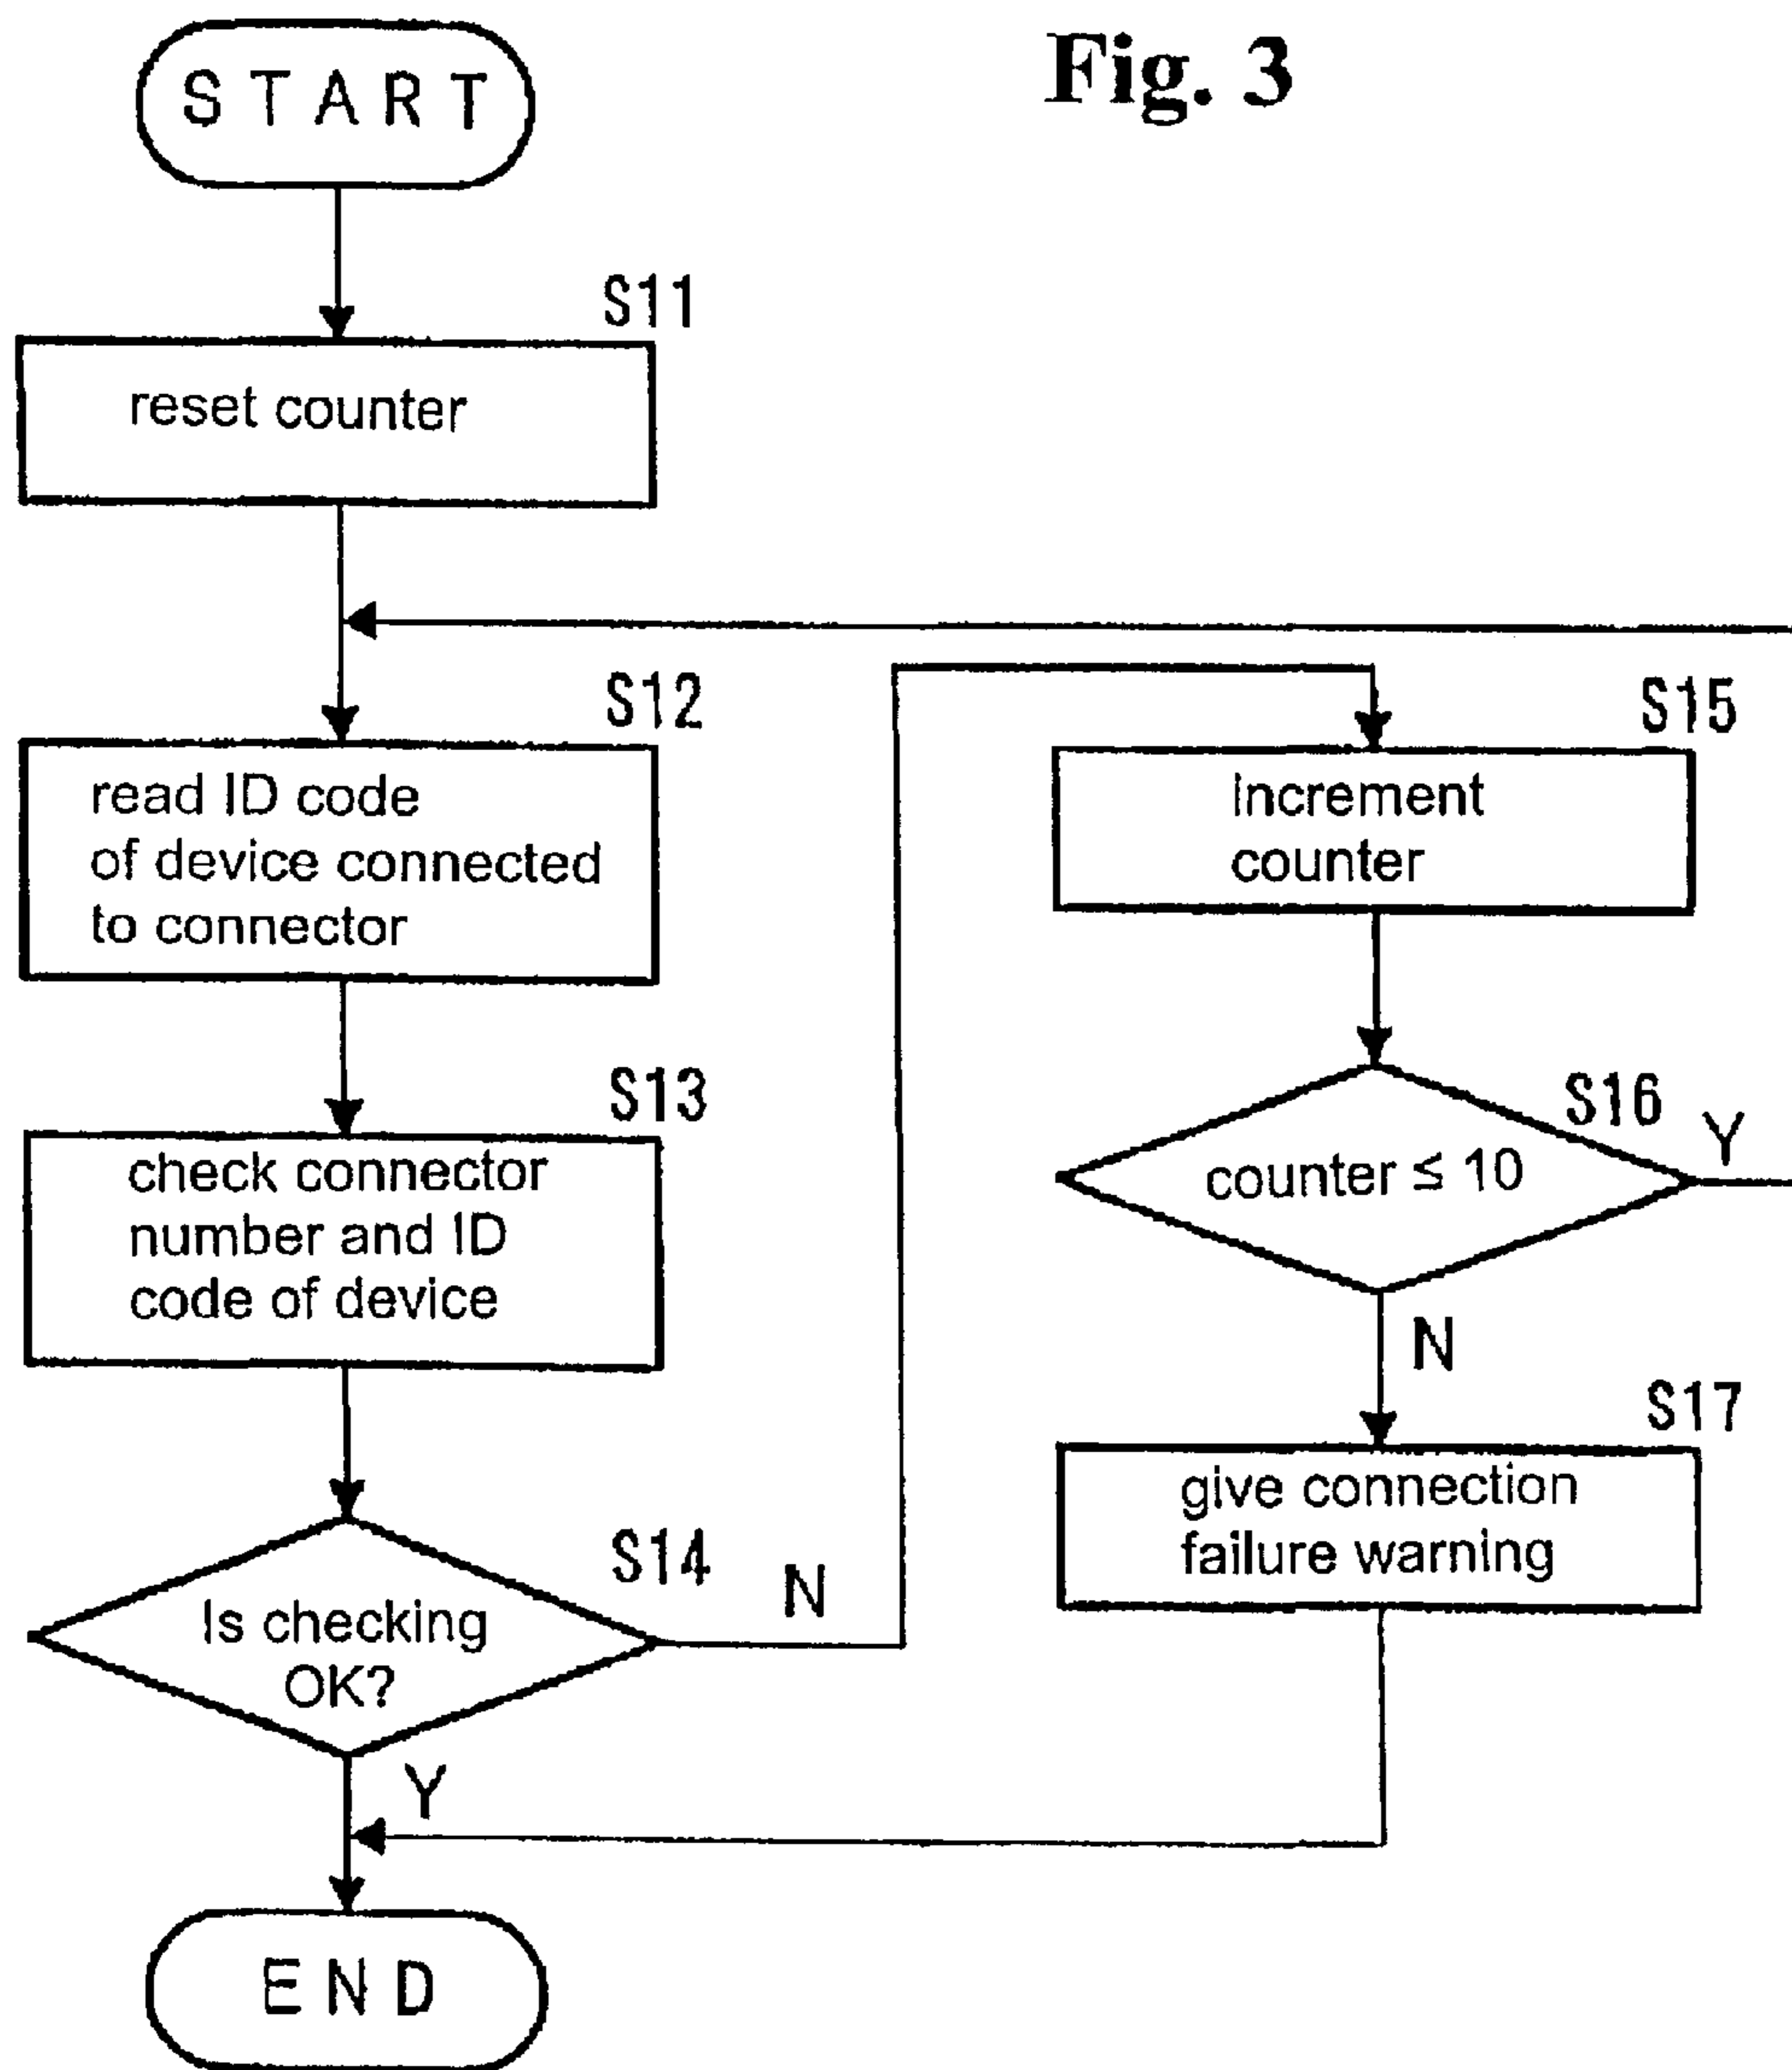 Fig. 3
START
S11
reset counter
S12
read ID code
of device connected
to connector
S13
check connector
number and ID
code of device
S14
Is checking
OK?
N
Y
END
S15
increment
counter
S16
counter ≤ 10
Y
N
S17
give connection
failure warning